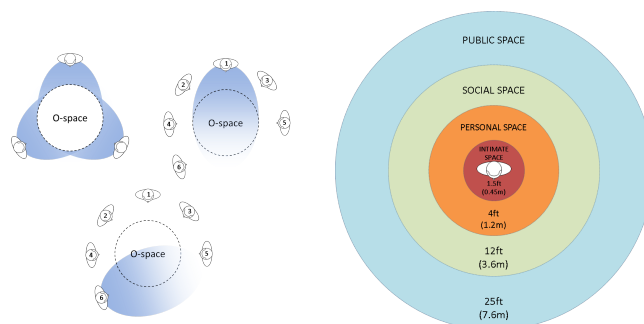 O-space
1
2
3
O-space
4
5
6
1
2
3
O-space
4
5
6
PUBLIC SPACE
SOCIAL SPACE
PERSONAL SPACE
INTIMATE
SPACE
1.5ft
(0.45m)
4ft
(1.2m)
12ft
(3.6m)
25ft
(7.6m)